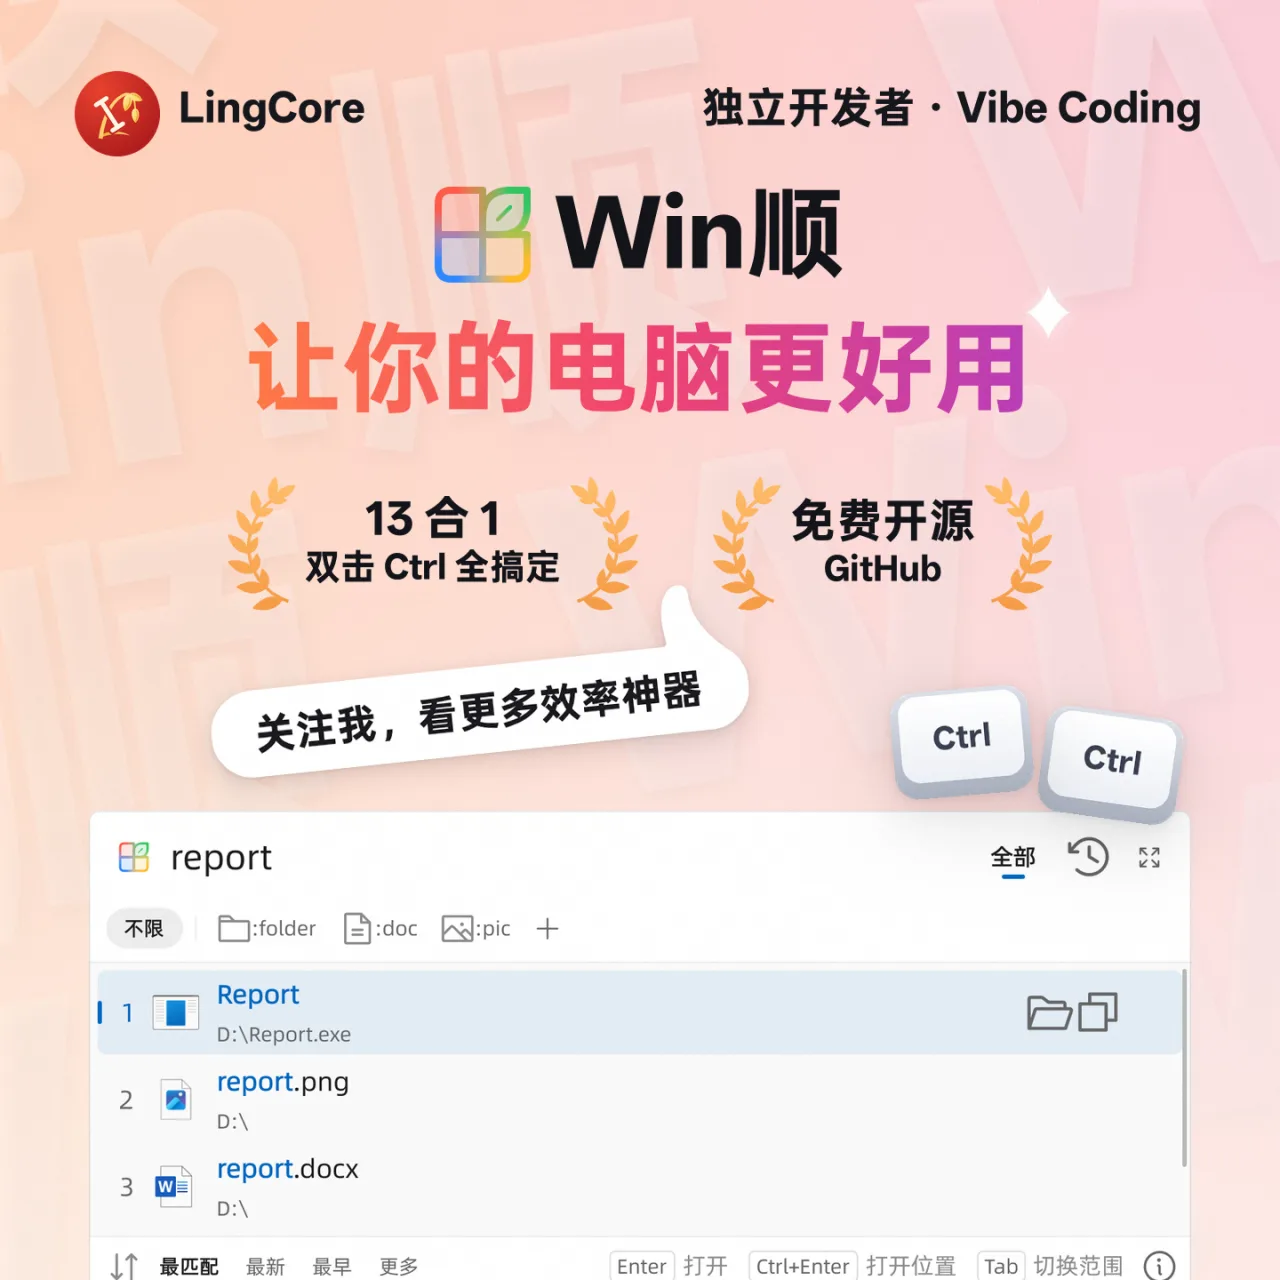 LingCore
独立开发者 · Vibe Coding
Win顺
让你的电脑更好用
13 合 1
双击 Ctrl 全搞定
免费开源
GitHub
关注我，看更多效率神器
Ctrl
Ctrl
report
全部
不限
:folder
:doc
:pic
1
Report
D:\Report.exe
2
report.png
D:\
3
report.docx
D:\
最匹配 最新 最早 更多
Enter 打开 Ctrl+Enter 打开位置 Tab 切换范围